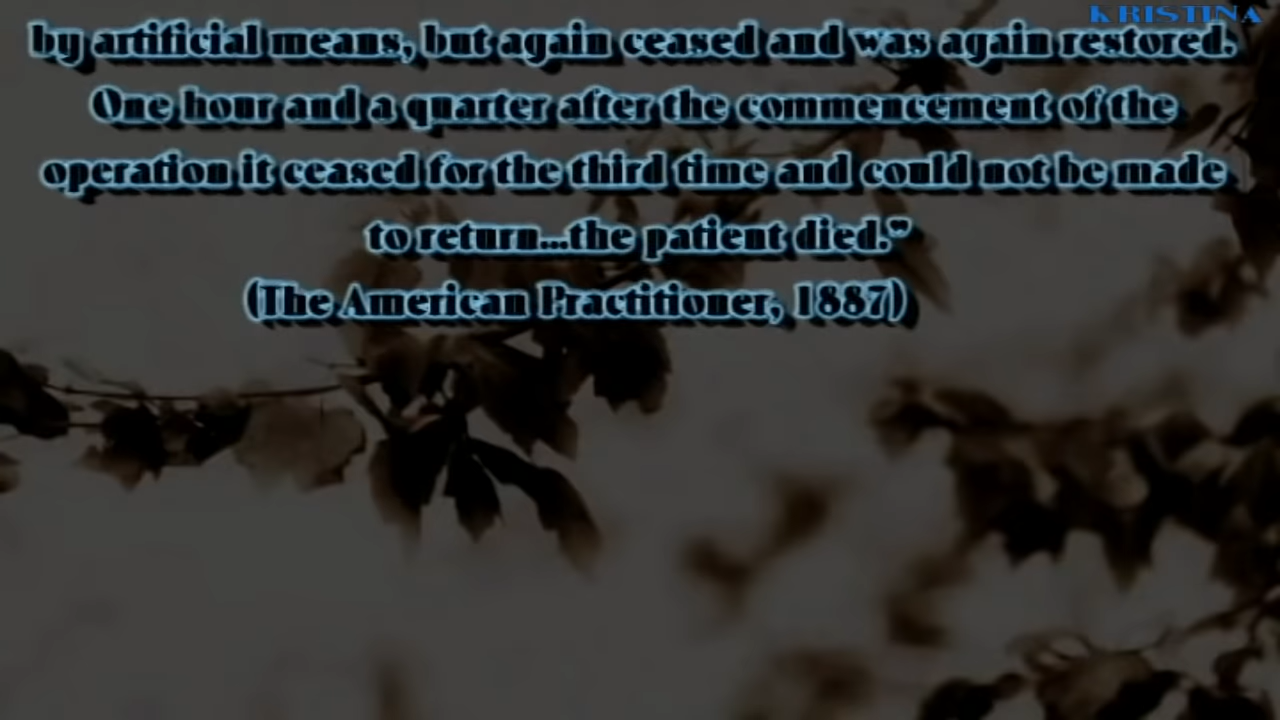 KRISTINA
by artificial means, but again ceased and was again restored.
One hour and a quarter after the commencement of the
operation it ceased for the third time and could not be made
to return...the patient died."
(The American Practitioner, 1887)